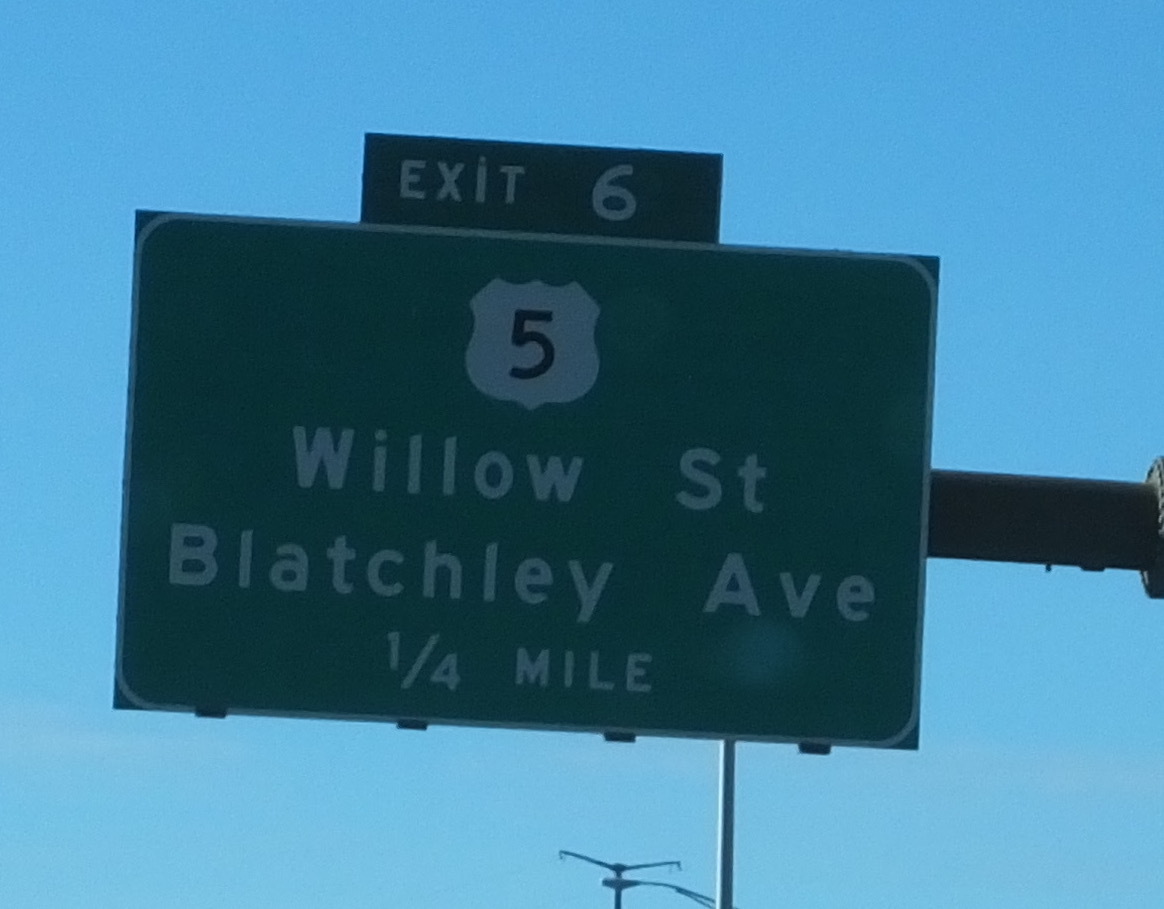 EXIT 6
5
Willow St
Blatchley Ave
1/4 MILE